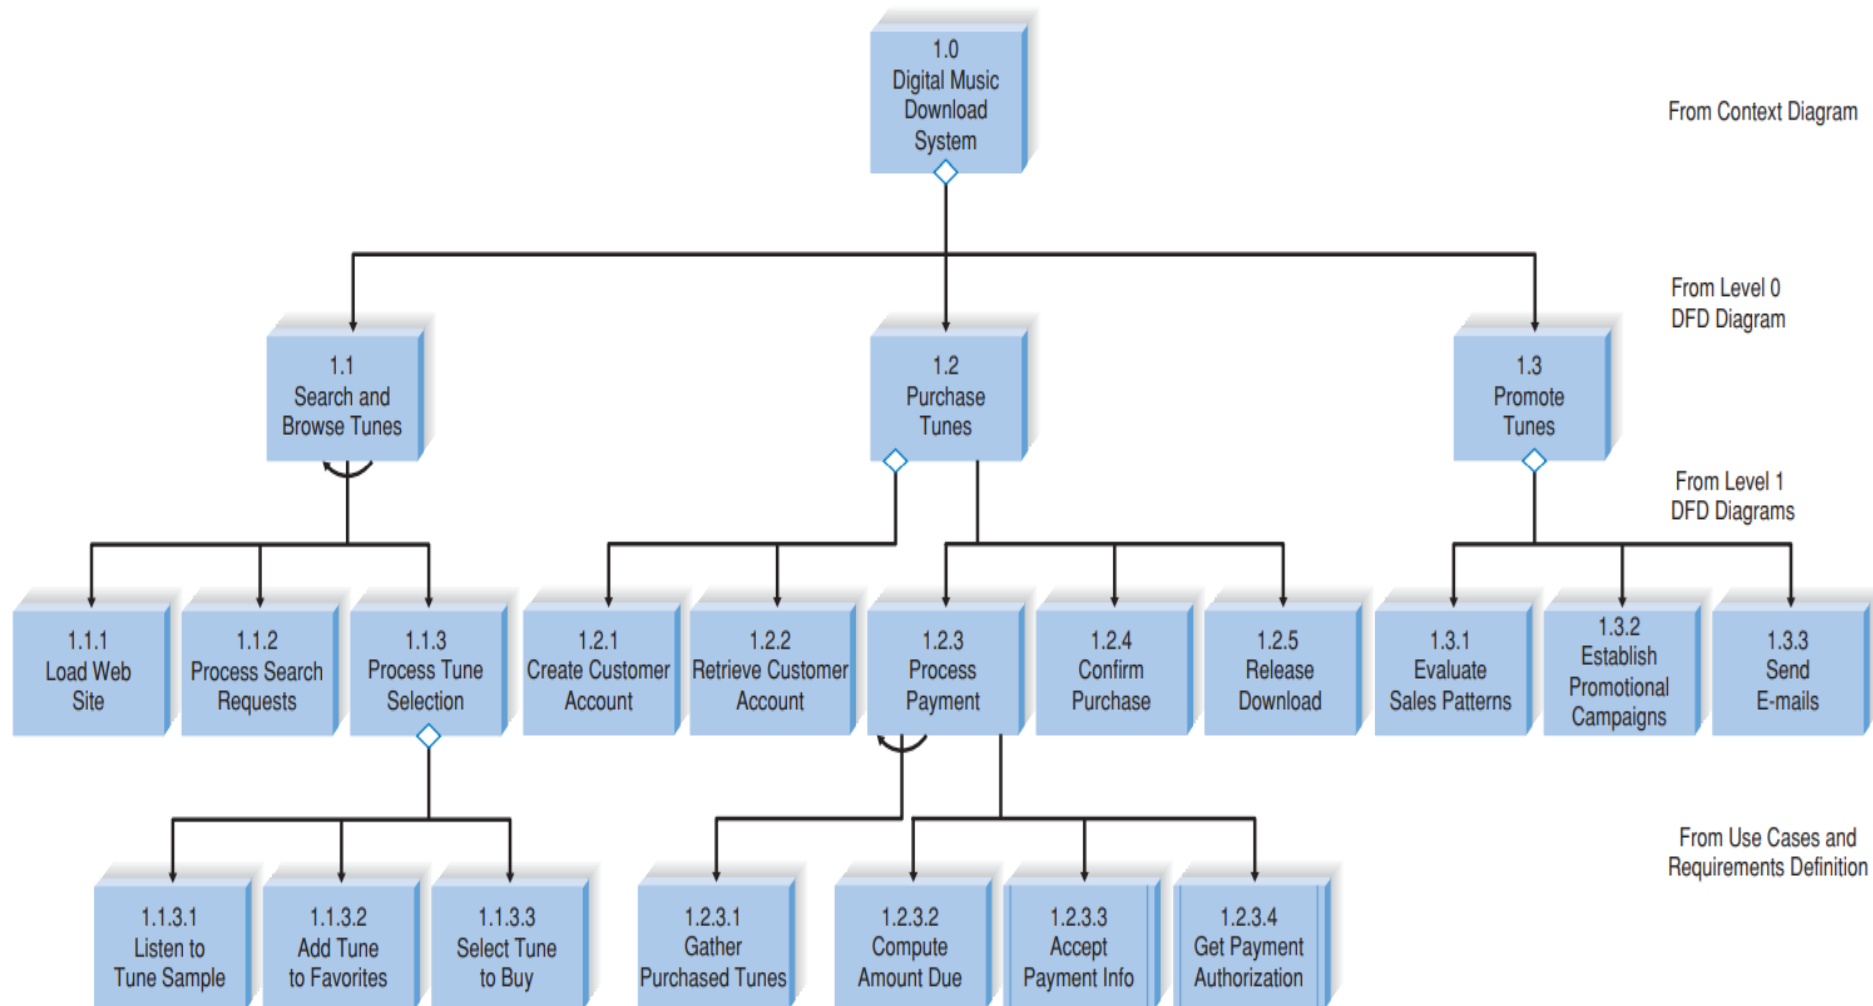 1.0
Digital Music
Download
System
From Context Diagram
From Level 0
DFD Diagram
1.1
Search and
Browse Tunes
1.2
Purchase
Tunes
1.3
Promote
Tunes
From Level 1
DFD Diagrams
1.1.1
Load Web
Site
1.1.2
Process Search
Requests
1.1.3
Process Tune
Selection
1.2.1
Create Customer
Account
1.2.2
Retrieve Customer
Account
1.2.3
Process
Payment
1.2.4
Confirm
Purchase
1.2.5
Release
Download
1.3.1
Evaluate
Sales Patterns
1.3.2
Establish
Promotional
Campaigns
1.3.3
Send
E-mails
From Use Cases and
Requirements Definition
1.1.3.1
Listen to
Tune Sample
1.1.3.2
Add Tune
to Favorites
1.1.3.3
Select Tune
to Buy
1.2.3.1
Gather
Purchased Tunes
1.2.3.2
Compute
Amount Due
1.2.3.3
Accept
Payment Info
1.2.3.4
Get Payment
Authorization